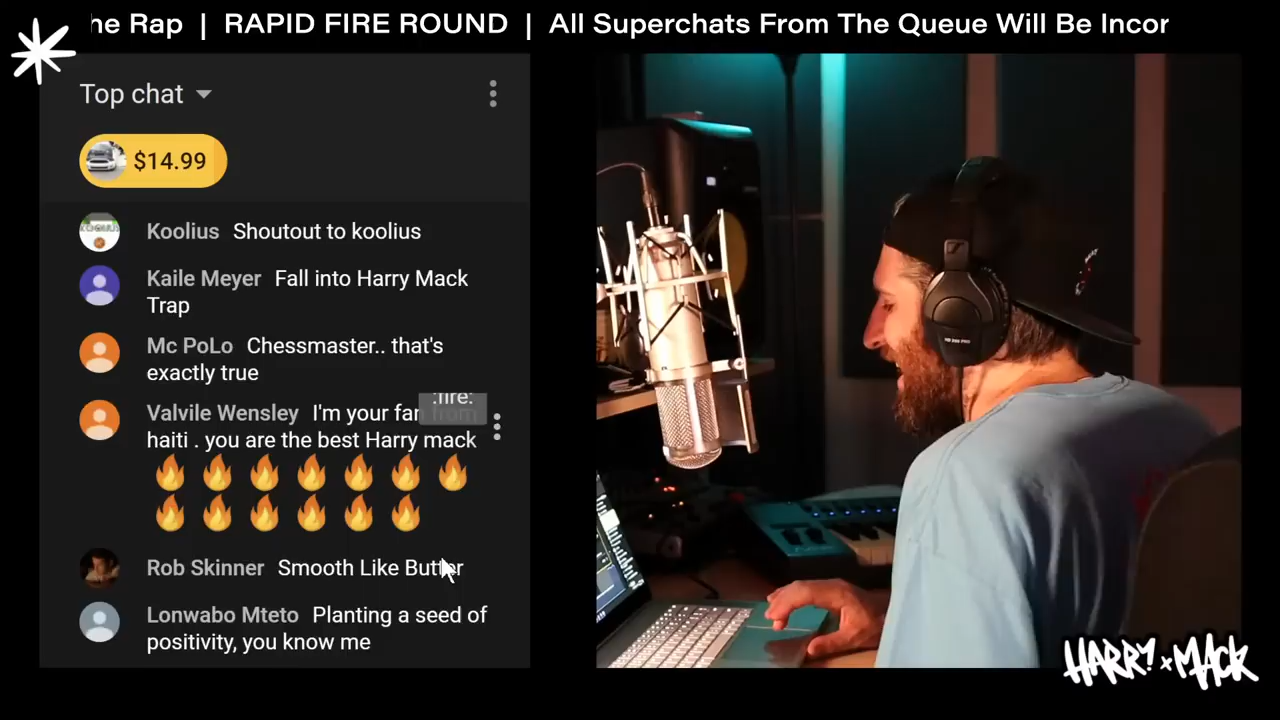 he Rap | RAPID FIRE ROUND | All Superchats From The Queue Will Be Incor
Top chat
$14.99
Koolius Shoutout to koolius
Kaile Meyer Fall into Harry Mack
Trap
Mc PoLo Chessmaster.. that's
exactly true
:fire:
Valvile Wensley I'm your fan from
haiti . you are the best Harry mack
🔥🔥🔥🔥🔥🔥🔥
🔥🔥🔥🔥🔥🔥
Rob Skinner Smooth Like Butter
Lonwabo Mteto Planting a seed of
positivity, you know me
HARRY x MACK